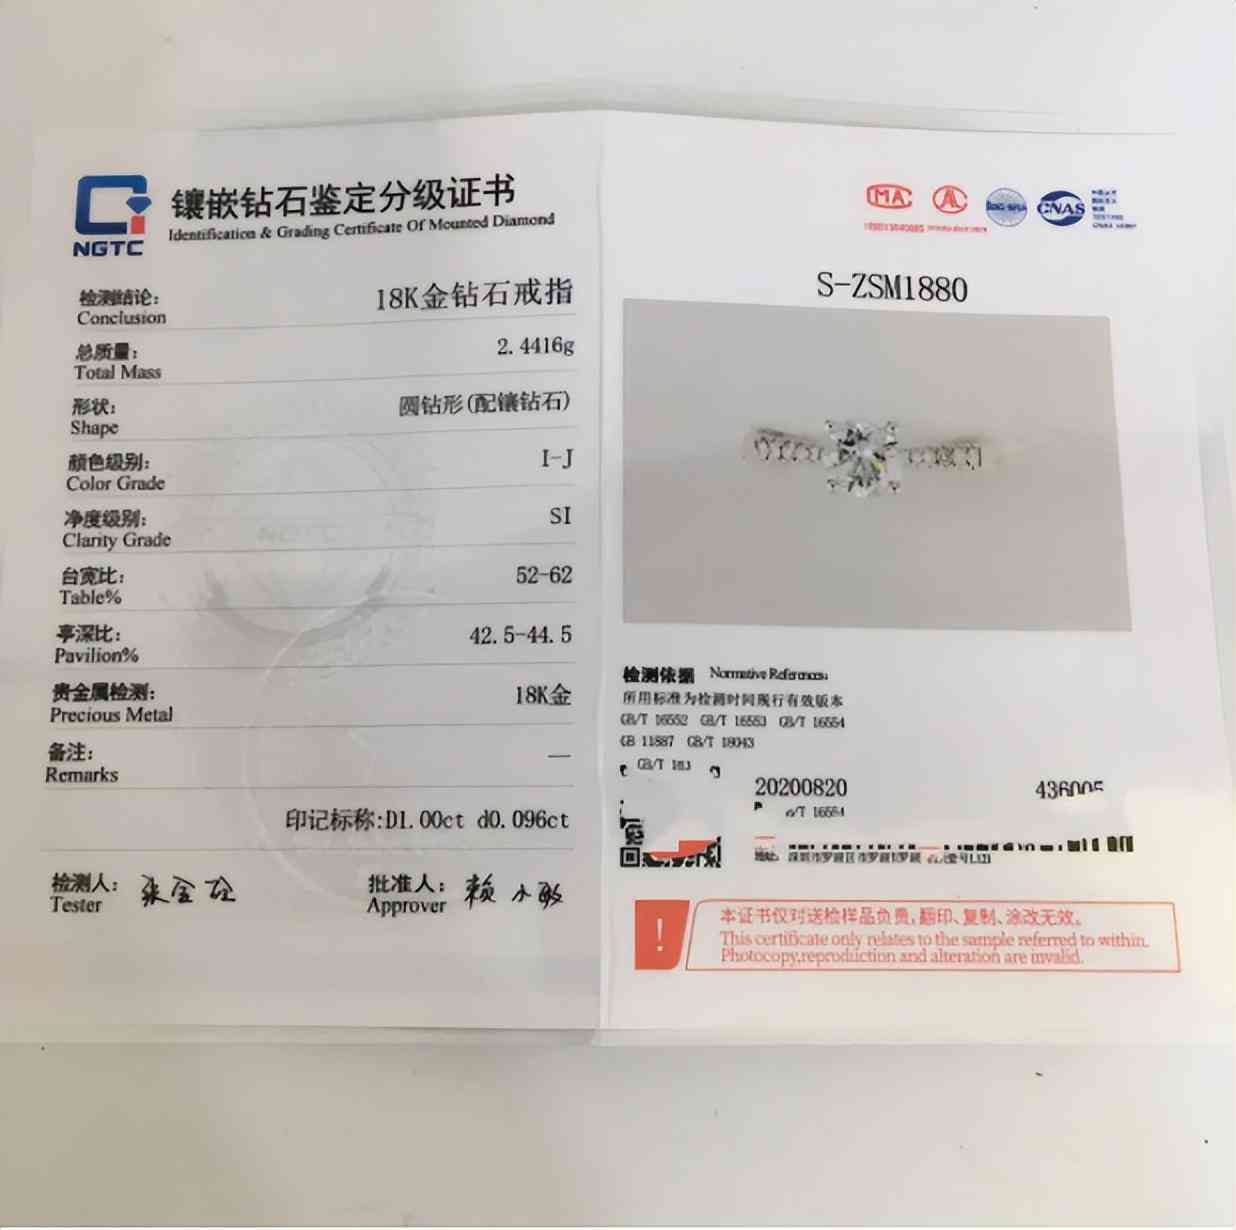 NGTC
镶嵌钻石鉴定分级证书
Identification & Grading Certificate Of Mounted Diamond
检测结论: 18K金钻石戒指
Conclusion
总质量: 2.4416g
Total Mass
形状: 圆钻形(配镶钻石)
Shape
颜色级别: I-J
Color Grade
净度级别: SI
Clarity Grade
台宽比: 52-62
Table%
亭深比: 42.5-44.5
Pavilion%
贵金属检测: 18K金
Precious Metal
备注: —
Remarks
印记标称:D1.00ct d0.096ct
检测人: 批准人:
Tester Approver
MA
AL
CNAS
S-ZSM1880
检测依据 Normative References
所用标准为检测时间现行有效版本
GB/T 16552 GB/T 16553 GB/T 16554
GB 11887 GB/T 18043
GB/T
20200820 436005
/T 16554
本证书仅对送检样品负责,翻印、复制、涂改无效。
This certificate only relates to the sample referred to within.
Photocopy,reproduction and alteration are invalid.